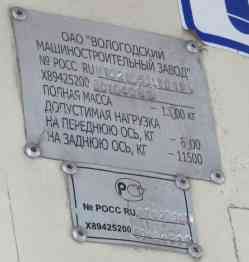 ОАО "ВОЛОГОДСКИЙ
МАШИНОСТРОИТЕЛЬНЫЙ ЗАВОД"
№ РОСС RU
X89425200
ПОЛНАЯ МАССА
ДОПУСТИМАЯ НАГРУЗКА
НА ПЕРЕДНЮЮ ОСЬ, КГ -
НА ЗАДНЮЮ ОСЬ, КГ - 11500
№ РОСС RU
X89425200